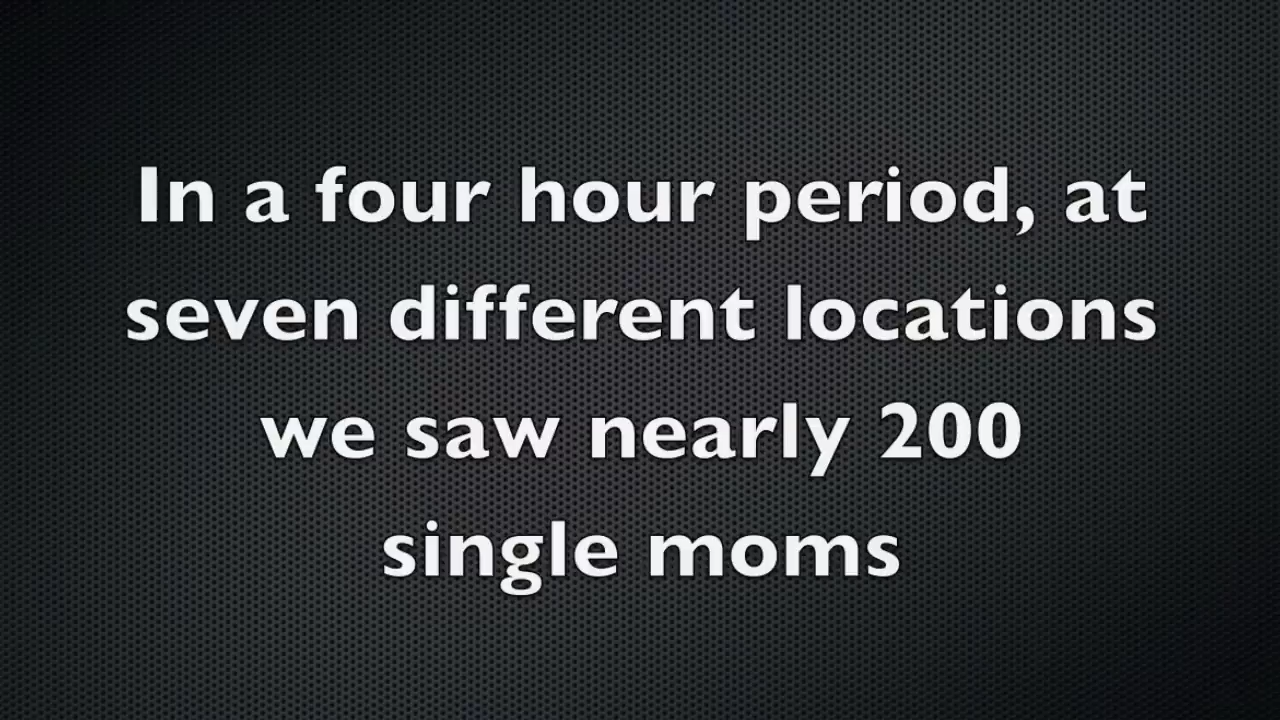 In a four hour period, at
seven different locations
we saw nearly 200
single moms